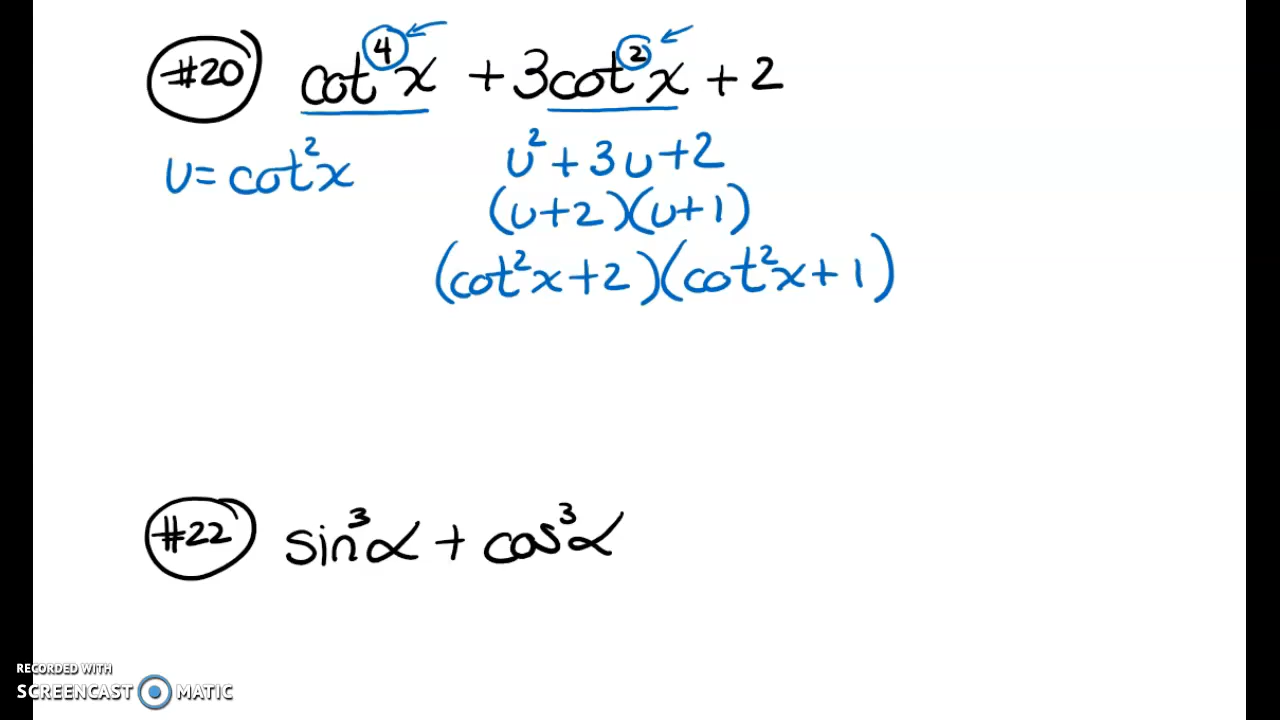 #20 cot⁴x + 3cot²x + 2
u = cot²x
u² + 3u + 2
(u + 2)(u + 1)
(cot²x + 2)(cot²x + 1)
#22 sin³α + cos³α
RECORDED WITH
SCREENCAST MATIC